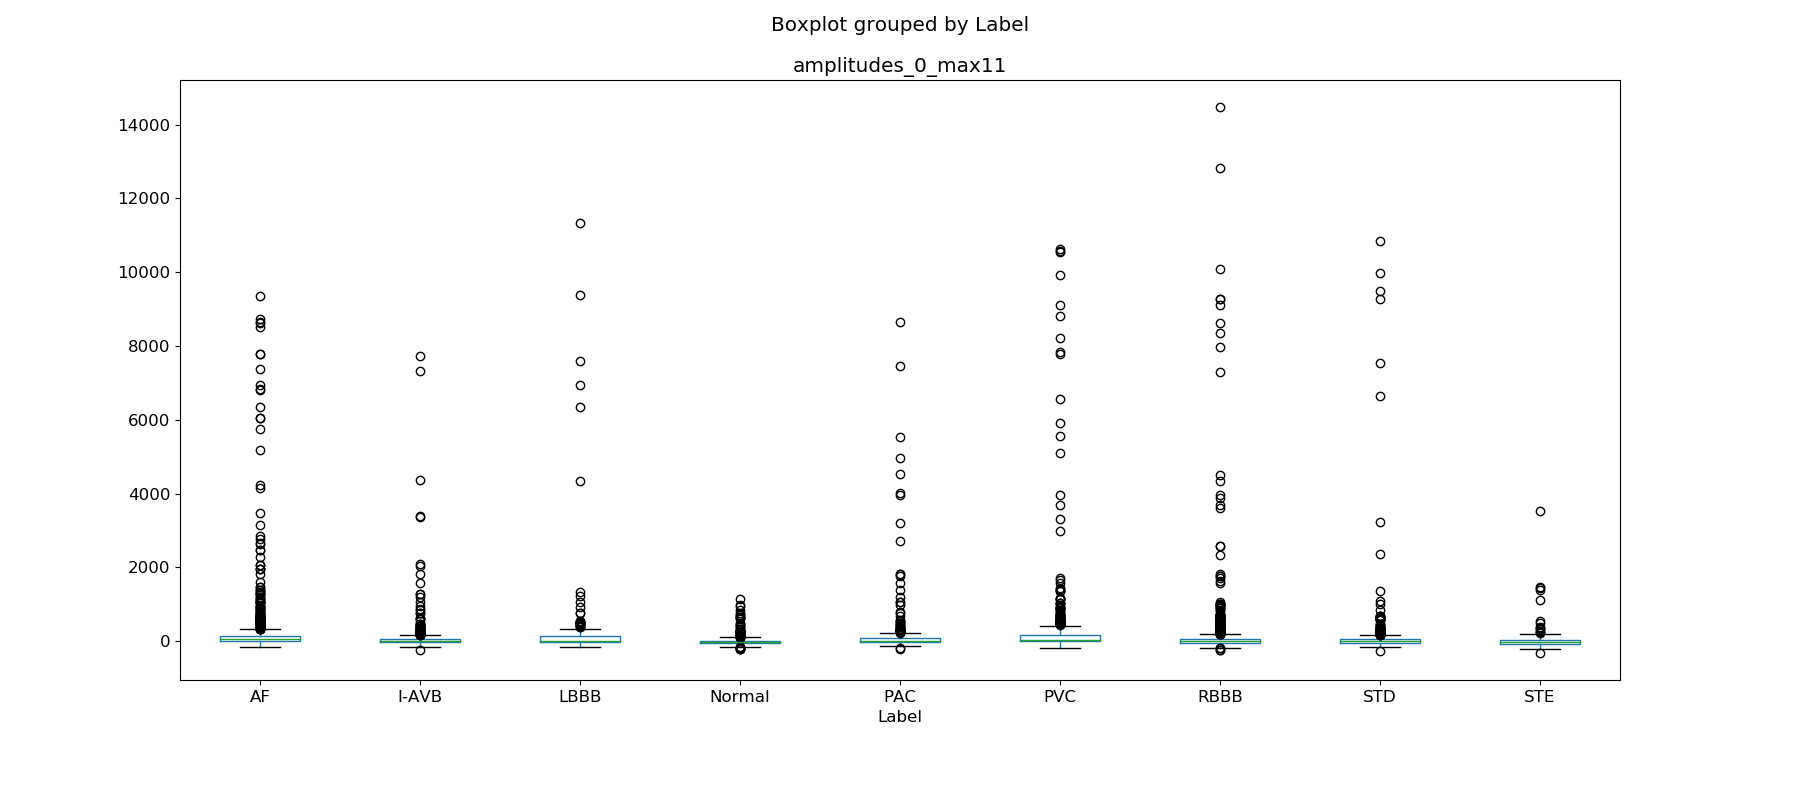 Boxplot grouped by Label
amplitudes_0_max11
14000
12000
10000
8000
6000
4000
2000
0
AF I-AVB LBBB Normal PAC PVC RBBB STD STE
Label